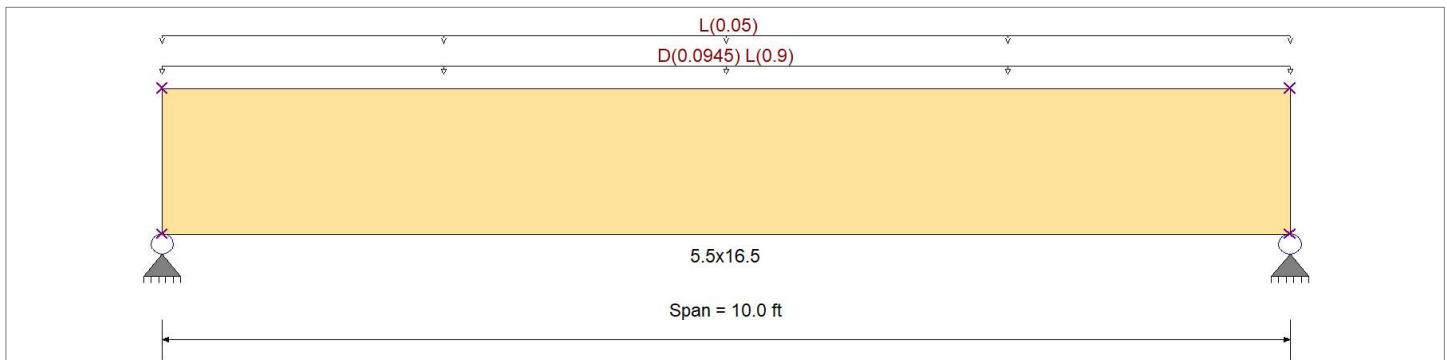 L(0.05)
D(0.0945) L(0.9)
5.5x16.5
Span = 10.0 ft